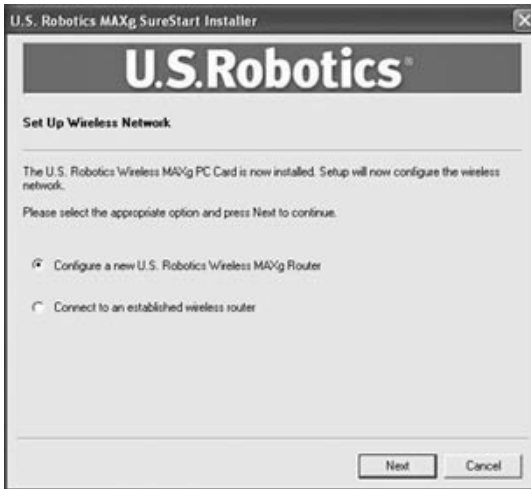 U.S. Robotics MAXg SureStart Installer
U.S.Robotics®
Set Up Wireless Network
The U.S. Robotics Wireless MAXg PC Card is now installed. Setup will now configure the wireless
network.
Please select the appropriate option and press Next to continue.
Configure a new U.S. Robotics Wireless MAXg Router
Connect to an established wireless router
Next
Cancel